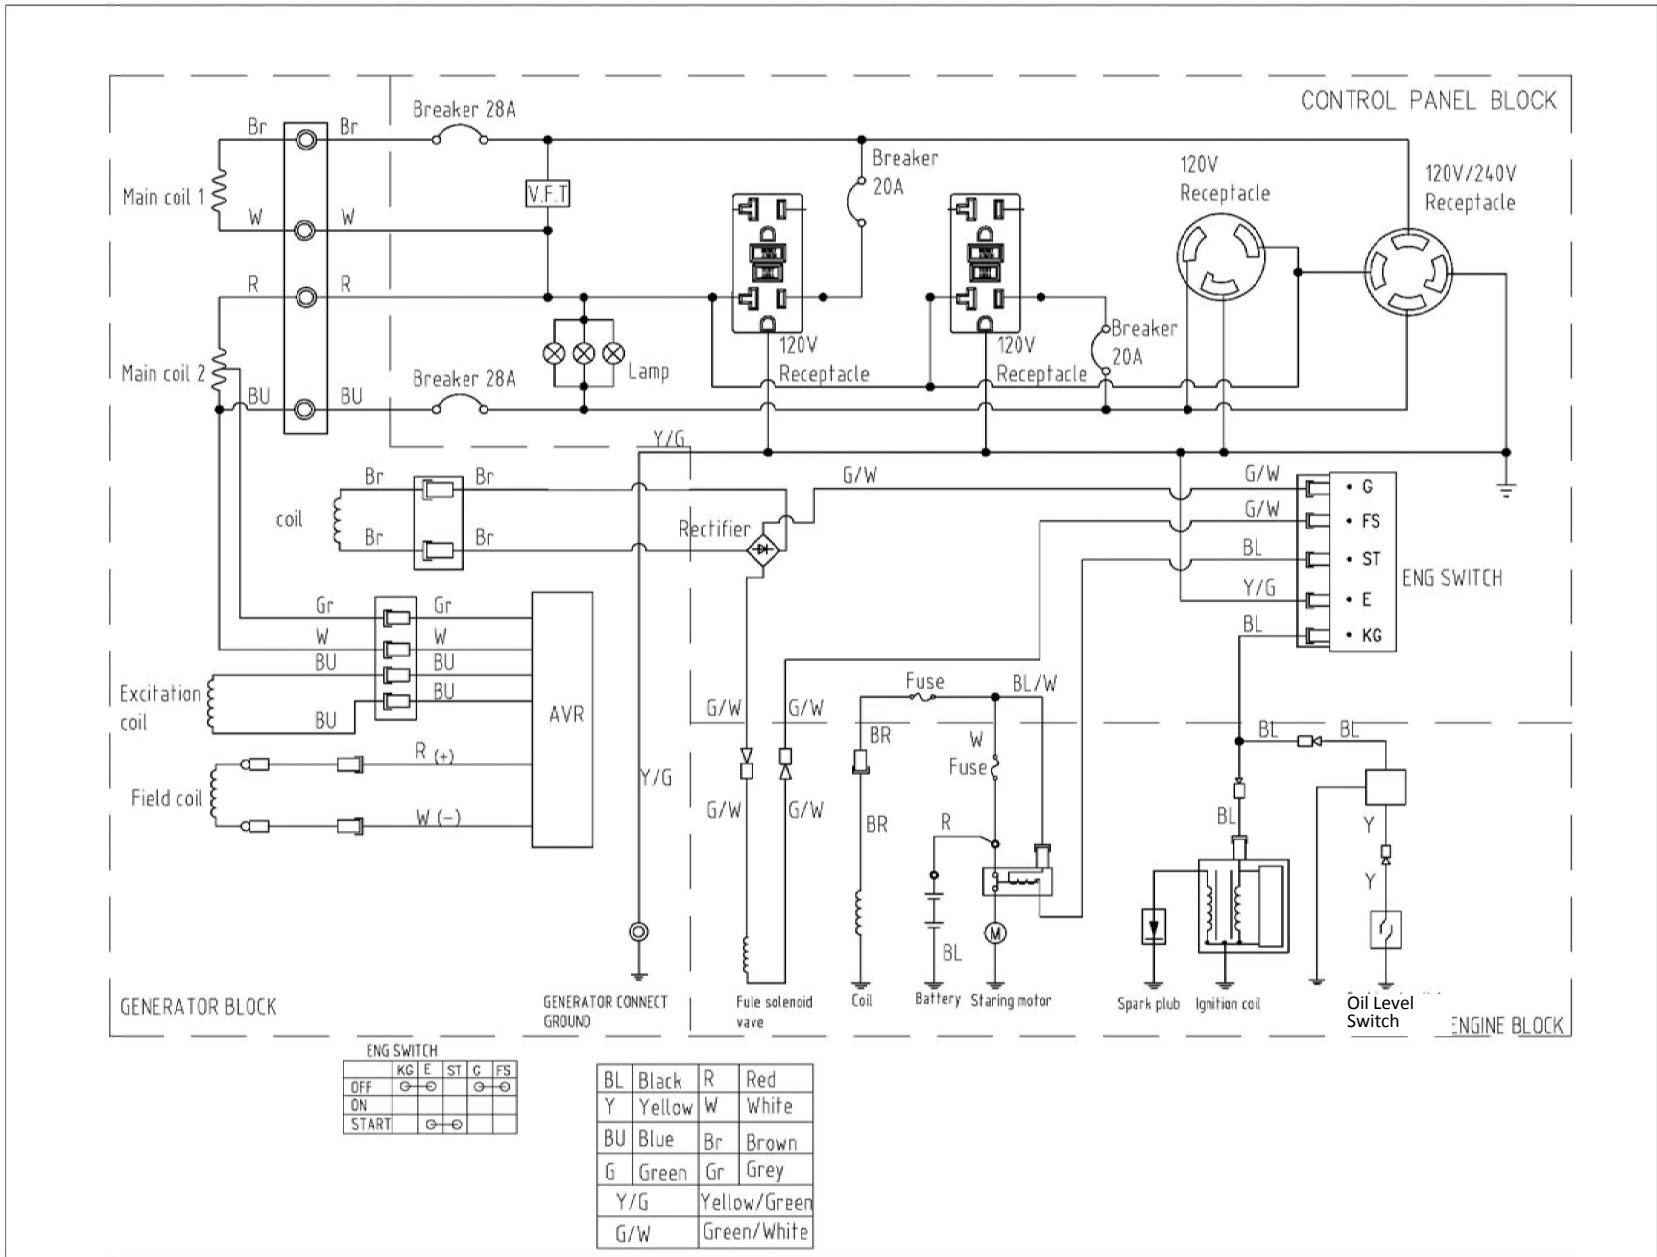 CONTROL PANEL BLOCK
Breaker 28A
Br
Br
Breaker
20A
120V
Receptacle
120V/240V
Receptacle
Main coil 1
V.F.T
W
W
R
R
Main coil 2
Breaker 28A
Lamp
120V
Receptacle
120V
Receptacle
Breaker
20A
BU
BU
Y/G
G/W
G/W
G
Br
Br
G/W
FS
coil
Rectifier
Br
Br
BL
ST
ENG SWITCH
Y/G
E
BL
KG
Gr
Gr
W
W
BU
BU
Excitation
coil
BU
BU
AVR
Fuse
BL/W
G/W
G/W
BR
W
BL
BL
R (+)
Fuse
Field coil
Y/G
W (-)
G/W
G/W
BR
R
BL
Y
Y
M
BL
GENERATOR BLOCK
GENERATOR CONNECT
GROUND
Fule solenoid
vave
Coil
Battery
Staring motor
Spark plub
Ignition coil
Oil Level
Switch
ENGINE BLOCK
ENG SWITCH
KG E ST G FS
OFF
ON
START
BL Black R Red
Y Yellow W White
BU Blue Br Brown
G Green Gr Grey
Y/G Yellow/Green
G/W Green/White